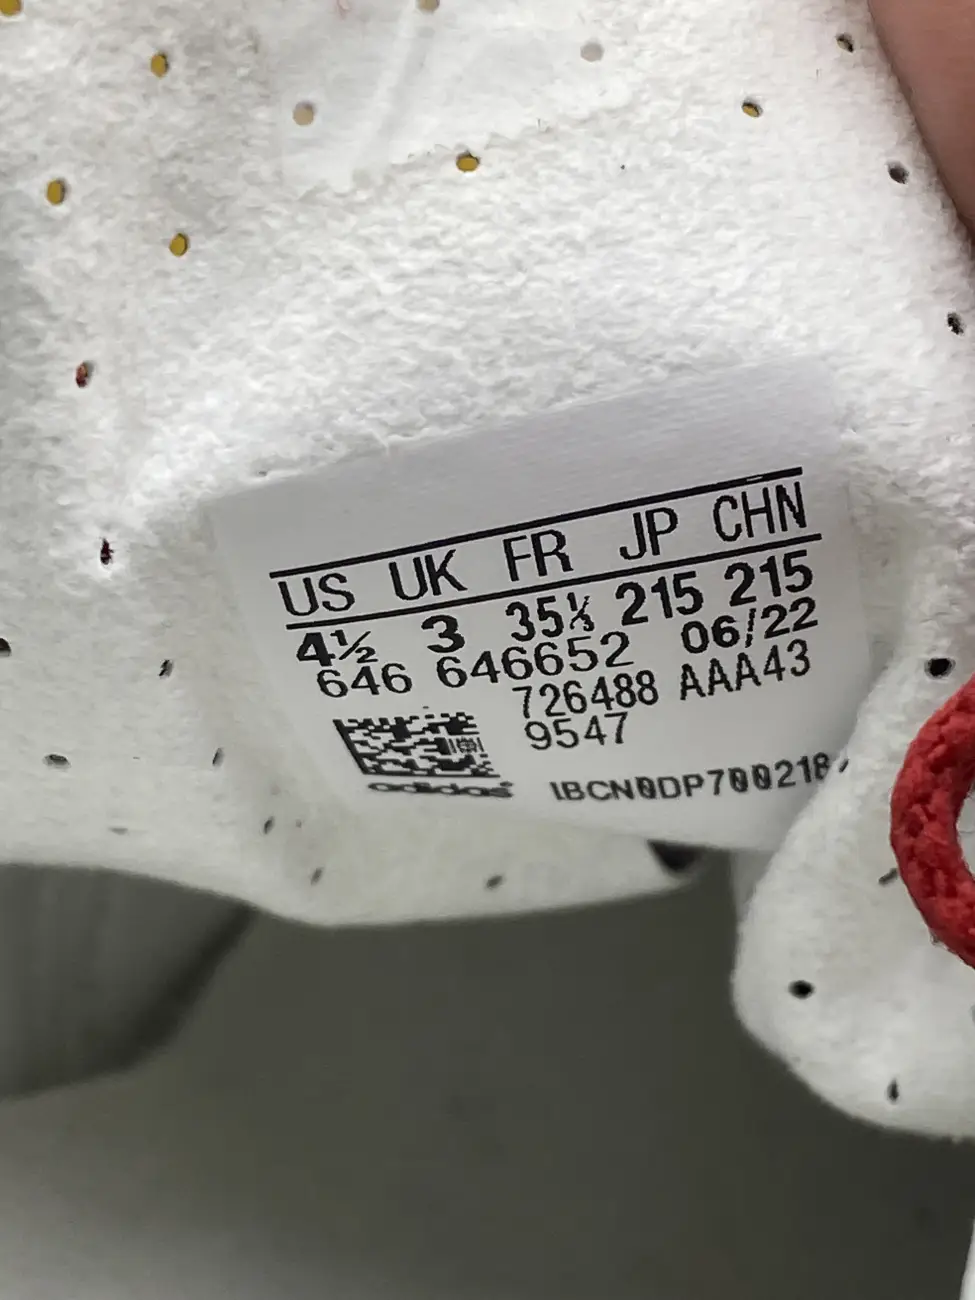 US UK FR JP CHN
4½ 3 35⅓ 215 215
646 646652 06/22
726488 AAA43
9547
adidas